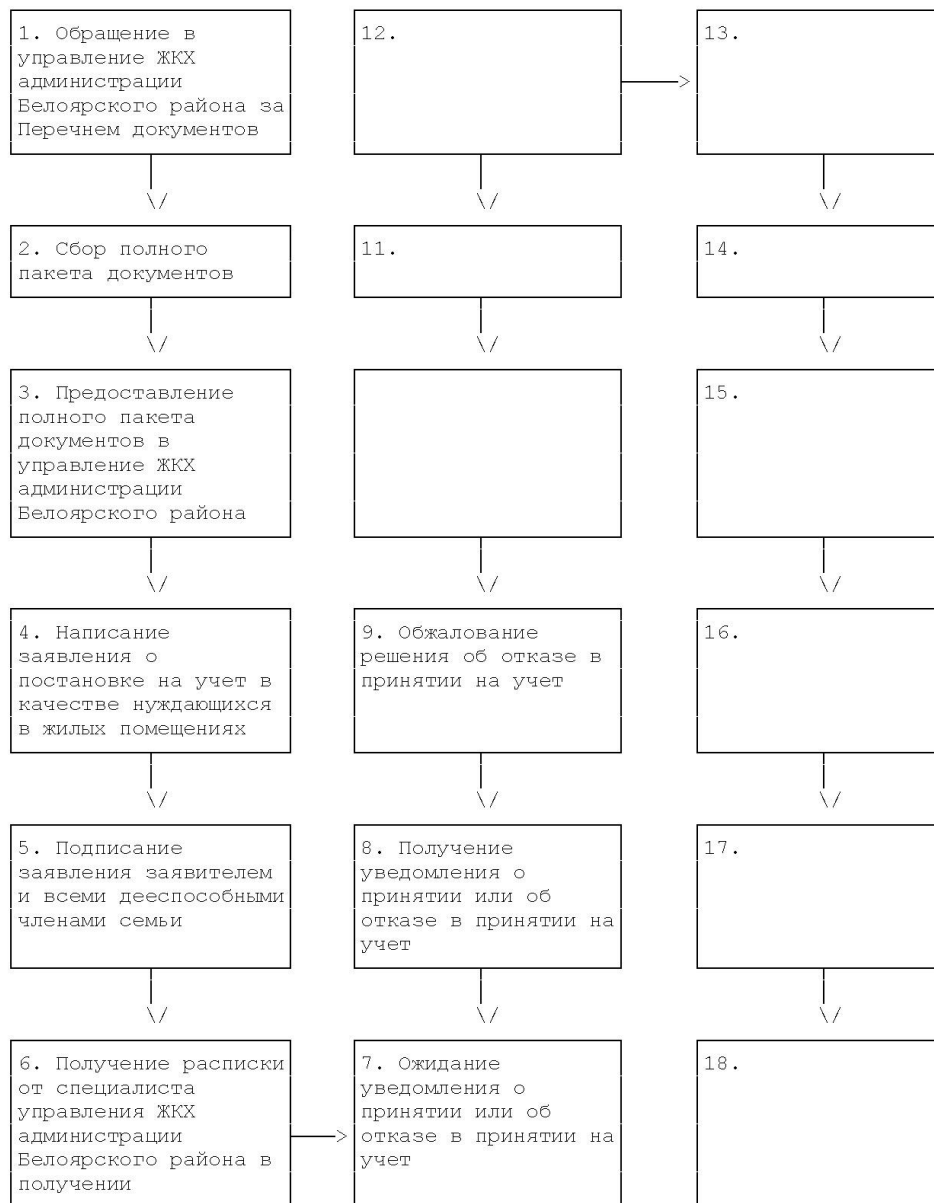 1. Обращение в
управление ЖКХ
администрации
Белоярского района за
Перечнем документов
2. Сбор полного
пакета документов
3. Предоставление
полного пакета
документов в
управление ЖКХ
администрации
Белоярского района
4. Написание
заявления о
постановке на учет в
качестве нуждающихся
в жилых помещениях
5. Подписание
заявления заявителем
и всеми дееспособными
членами семьи
6. Получение расписки
от специалиста
управления ЖКХ
администрации
Белоярского района в
получении
12.
11.
9. Обжалование
решения об отказе в
принятии на учет
8. Получение
уведомления о
принятии или об
отказе в принятии на
учет
7. Ожидание
уведомления о
принятии или об
отказе в принятии на
учет
13.
14.
15.
16.
17.
18.